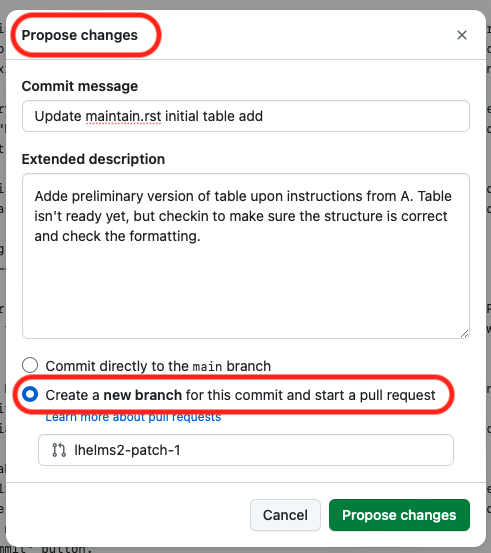 Propose changes
Commit message
Update maintain.rst initial table add
Extended description
Adde preliminary version of table upon instructions from A. Table
isn't ready yet, but checkin to make sure the structure is correct
and check the formatting.
Commit directly to the main branch
Create a new branch for this commit and start a pull request
Learn more about pull requests
lhelms2-patch-1
Cancel
Propose changes
mmit" button.